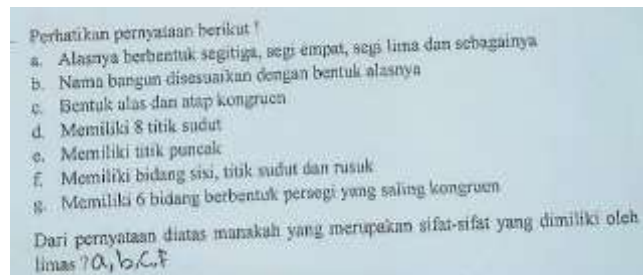 Perhatikan pernyataan berikut !
a. Alasnya berbentuk segitiga, segi empat, segi lima dan sebagainya
b. Nama bangun disesuaikan dengan bentuk alasnya
c. Bentuk alas dan atap kongruen
d. Memiliki 8 titik sudut
e. Memiliki titik puncak
f. Memiliki bidang sisi, titik sudut dan rusuk
g. Memiliki 6 bidang berbentuk persegi yang saling kongruen
Dari pernyataan diatas manakah yang merupakan sifat-sifat yang dimiliki oleh
limas ? a, b, c, f